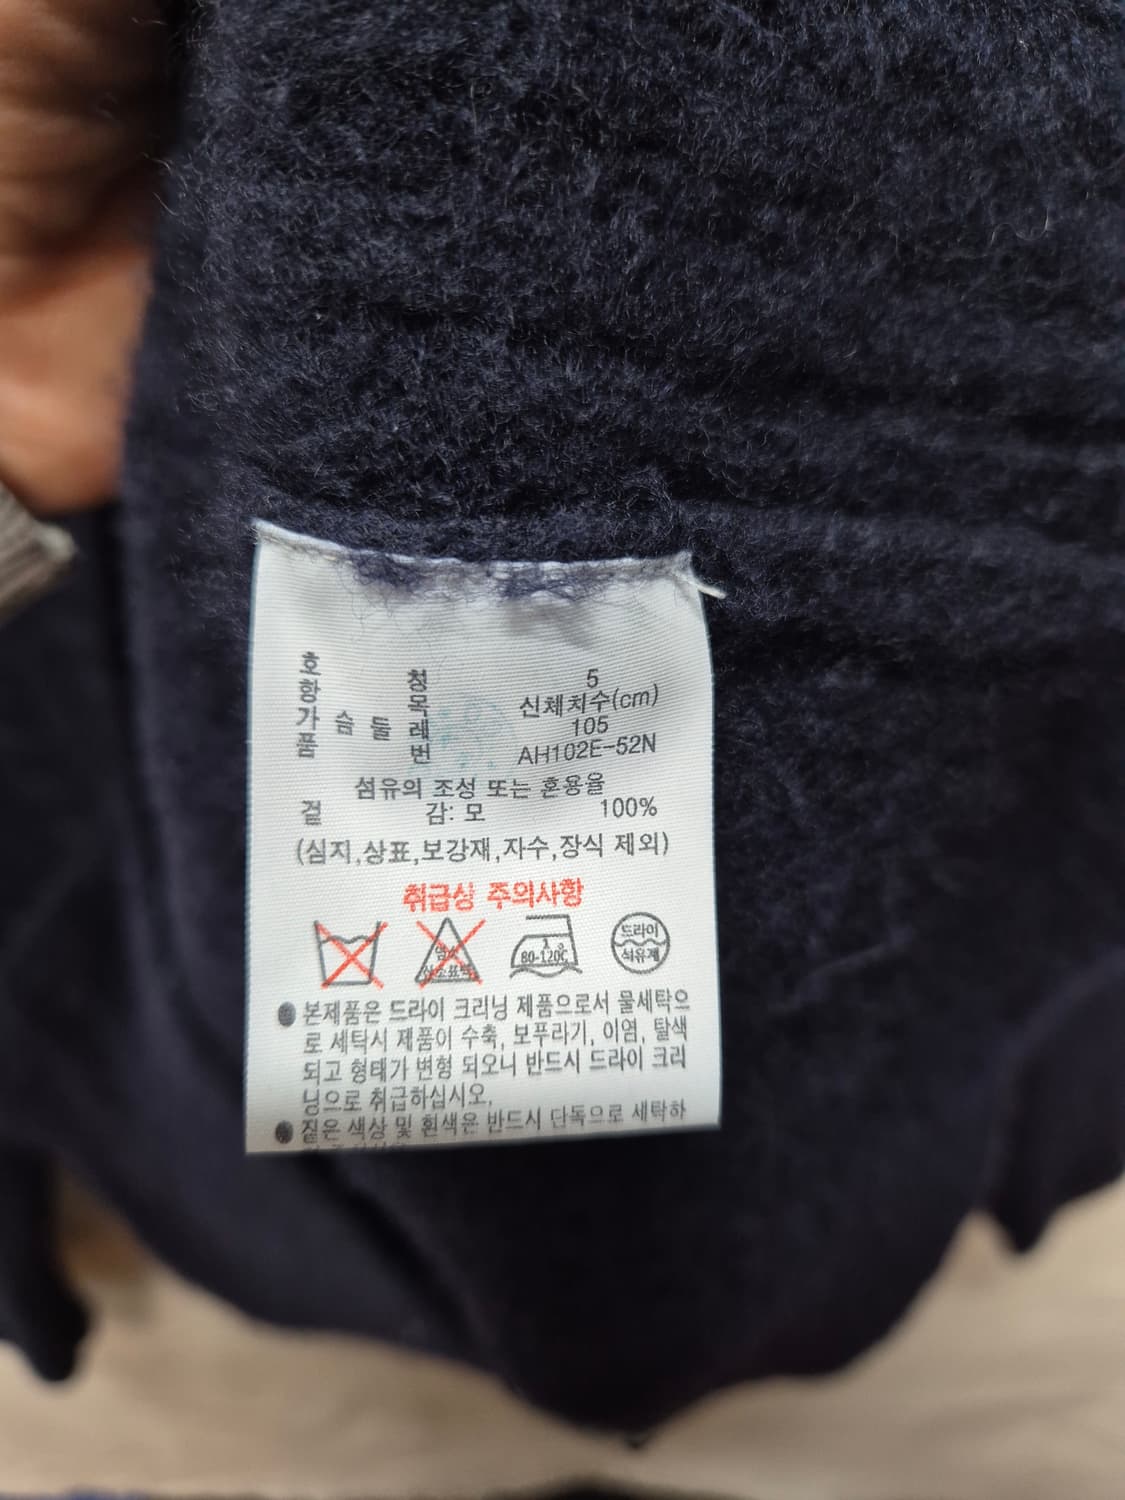 호 칭 5
항 목 신체치수(cm)
가 슴 둘 레 105
품 번 AH102E-52N
섬유의 조성 또는 혼용율
겉 감: 모 100%
(심지,상표,보강재,자수,장식 제외)
취급상 주의사항
80-120℃
드라이
석유제
본제품은 드라이 크리닝 제품으로서 물세탁으
로 세탁시 제품이 수축, 보푸라기, 이염, 탈색
되고 형태가 변형 되오니 반드시 드라이 크리
닝으로 취급하십시오.
짙은 색상 및 흰색은 반드시 단독으로 세탁하